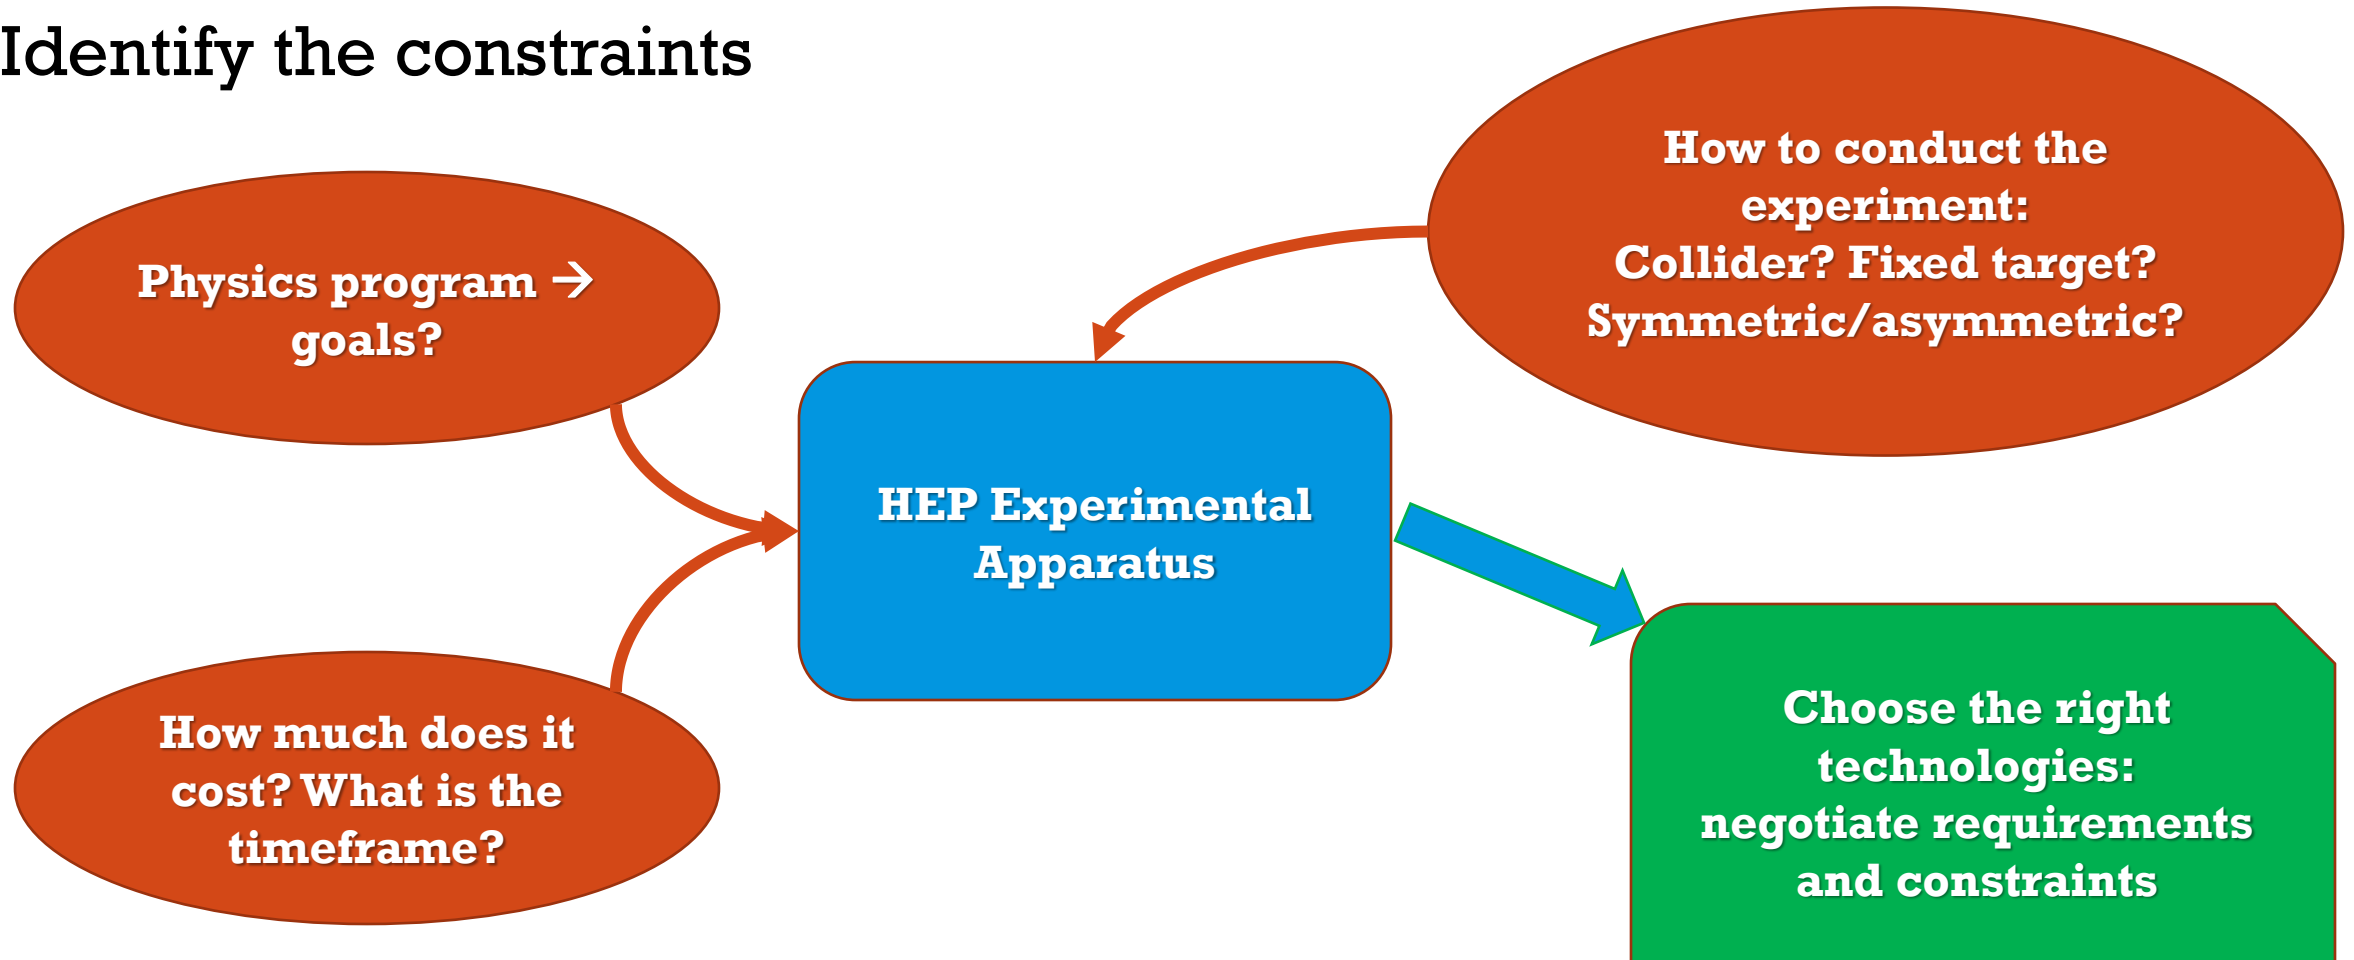 Identify the constraints
Physics program →
goals?
How to conduct the
experiment:
Collider? Fixed target?
Symmetric/asymmetric?
HEP Experimental
Apparatus
How much does it
cost? What is the
timeframe?
Choose the right
technologies:
negotiate requirements
and constraints